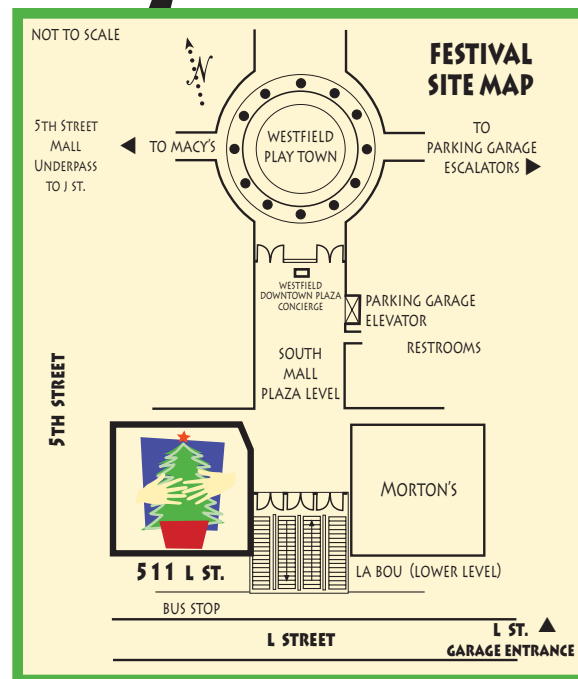 NOT TO SCALE
N
FESTIVAL
SITE MAP
5TH STREET
MALL
UNDERPASS
TO J ST.
TO MACY'S
WESTFIELD
PLAY TOWN
TO
PARKING GARAGE
ESCALATORS
WESTFIELD
DOWNTOWN PLAZA
CONCIERGE
PARKING GARAGE
ELEVATOR
RESTROOMS
SOUTH
MALL
PLAZA LEVEL
5TH STREET
MORTON'S
511 L ST.
LA BOU (LOWER LEVEL)
BUS STOP
L STREET
L ST.
GARAGE ENTRANCE